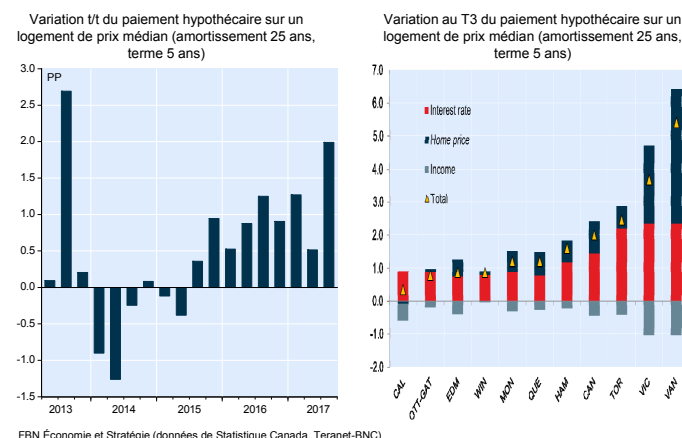 Variation t/t du paiement hypothécaire sur un
logement de prix médian (amortissement 25 ans,
terme 5 ans)
3.0
PP
2.5
2.0
1.5
1.0
0.5
0.0
-0.5
-1.0
-1.5
2013
2014
2015
2016
2017
Variation au T3 du paiement hypothécaire sur un
logement de prix médian (amortissement 25 ans,
terme 5 ans)
7.0
6.0
5.0
4.0
3.0
2.0
1.0
0.0
-1.0
-2.0
Interest rate
Home price
Income
Total
CAL
OTT-GAT
EDM
WIN
MON
QUE
HAM
CAN
TOR
VIC
VAN
FBN Économie et Stratégie (données de Statistique Canada, Teranet-BNC)